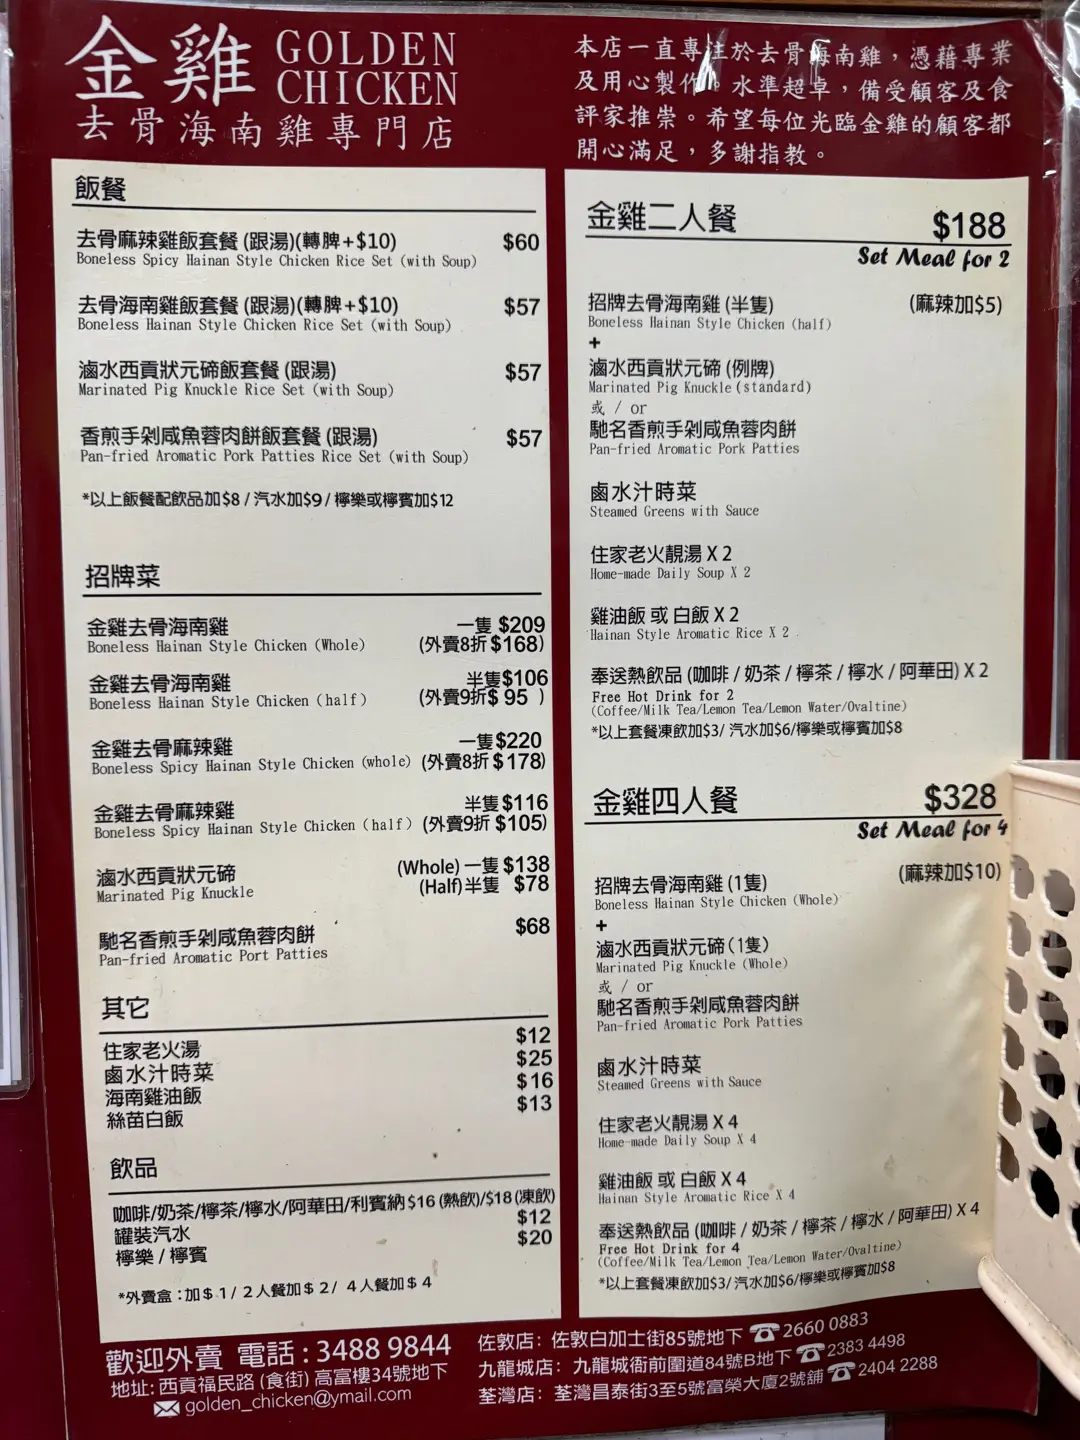 金雞 GOLDEN
CHICKEN
去骨海南雞專門店
本店一直專注於去骨海南雞，憑藉專業
及用心製作。水準超卓，備受顧客及食
評家推崇。希望每位光臨金雞的顧客都
開心滿足，多謝指教。
飯餐
去骨麻辣雞飯套餐 (跟湯)(轉脾+$10) $60
Boneless Spicy Hainan Style Chicken Rice Set (with Soup)
去骨海南雞飯套餐 (跟湯)(轉脾+$10) $57
Boneless Hainan Style Chicken Rice Set (with Soup)
滷水西貢狀元碲飯套餐 (跟湯) $57
Marinated Pig Knuckle Rice Set (with Soup)
香煎手剁咸魚蓉肉餅飯套餐 (跟湯) $57
Pan-fried Aromatic Pork Patties Rice Set (with Soup)
*以上飯餐配飲品加$8 / 汽水加$9 / 檸樂或檸賓加$12
招牌菜
金雞去骨海南雞 一隻 $209
Boneless Hainan Style Chicken (Whole) (外賣8折 $168)
金雞去骨海南雞 半隻 $106
Boneless Hainan Style Chicken (half) (外賣9折$ 95 )
金雞去骨麻辣雞 一隻 $220
Boneless Spicy Hainan Style Chicken (whole) (外賣8折 $178)
金雞去骨麻辣雞 半隻 $116
Boneless Spicy Hainan Style Chicken (half) (外賣9折 $105)
滷水西貢狀元碲 (Whole) 一隻 $138
Marinated Pig Knuckle (Half) 半隻 $78
馳名香煎手剁咸魚蓉肉餅 $68
Pan-fried Aromatic Port Patties
其它
住家老火湯 $12
鹵水汁時菜 $25
海南雞油飯 $16
絲苗白飯 $13
飲品
咖啡/奶茶/檸茶/檸水/阿華田/利賓納 $16 (熱飲)/$18 (凍飲)
罐裝汽水 $12
檸樂 / 檸賓 $20
*外賣盒：加$ 1 / 2 人餐加 $ 2 / 4 人餐加 $ 4
金雞二人餐 $188
Set Meal for 2
招牌去骨海南雞 (半隻) (麻辣加$5)
Boneless Hainan Style Chicken (half)
+
滷水西貢狀元碲 (例牌)
Marinated Pig Knuckle (standard)
或 / or
馳名香煎手剁咸魚蓉肉餅
Pan-fried Aromatic Pork Patties
鹵水汁時菜
Steamed Greens with Sauce
住家老火靚湯 X 2
Home-made Daily Soup X 2
雞油飯 或 白飯 X 2
Hainan Style Aromatic Rice X 2
奉送熱飲品 (咖啡 / 奶茶 / 檸茶 / 檸水 / 阿華田) X 2
Free Hot Drink for 2
(Coffee/Milk Tea/Lemon Tea/Lemon Water/Ovaltine)
*以上套餐凍飲加$3/ 汽水加$6/檸樂或檸賓加$8
金雞四人餐 $328
Set Meal for 4
招牌去骨海南雞 (1隻) (麻辣加$10)
Boneless Hainan Style Chicken (Whole)
+
滷水西貢狀元碲 (1隻)
Marinated Pig Knuckle (Whole)
或 / or
馳名香煎手剁咸魚蓉肉餅
Pan-fried Aromatic Pork Patties
鹵水汁時菜
Steamed Greens with Sauce
住家老火靚湯 X 4
Home-made Daily Soup X 4
雞油飯 或 白飯 X 4
Hainan Style Aromatic Rice X 4
奉送熱飲品 (咖啡 / 奶茶 / 檸茶 / 檸水 / 阿華田) X 4
Free Hot Drink for 4
(Coffee/Milk Tea/Lemon Tea/Lemon Water/Ovaltine)
*以上套餐凍飲加$3/ 汽水加$6/檸樂或檸賓加$8
歡迎外賣 電話：3488 9844
地址: 西貢福民路 (食街) 高富樓34號地下
golden_chicken@ymail.com
佐敦店: 佐敦白加士街85號地下 ☎2660 0883
九龍城店: 九龍城衙前圍道84號B地下 ☎2383 4498
荃灣店: 荃灣昌泰街3至5號富榮大廈2號舖 ☎2404 2288